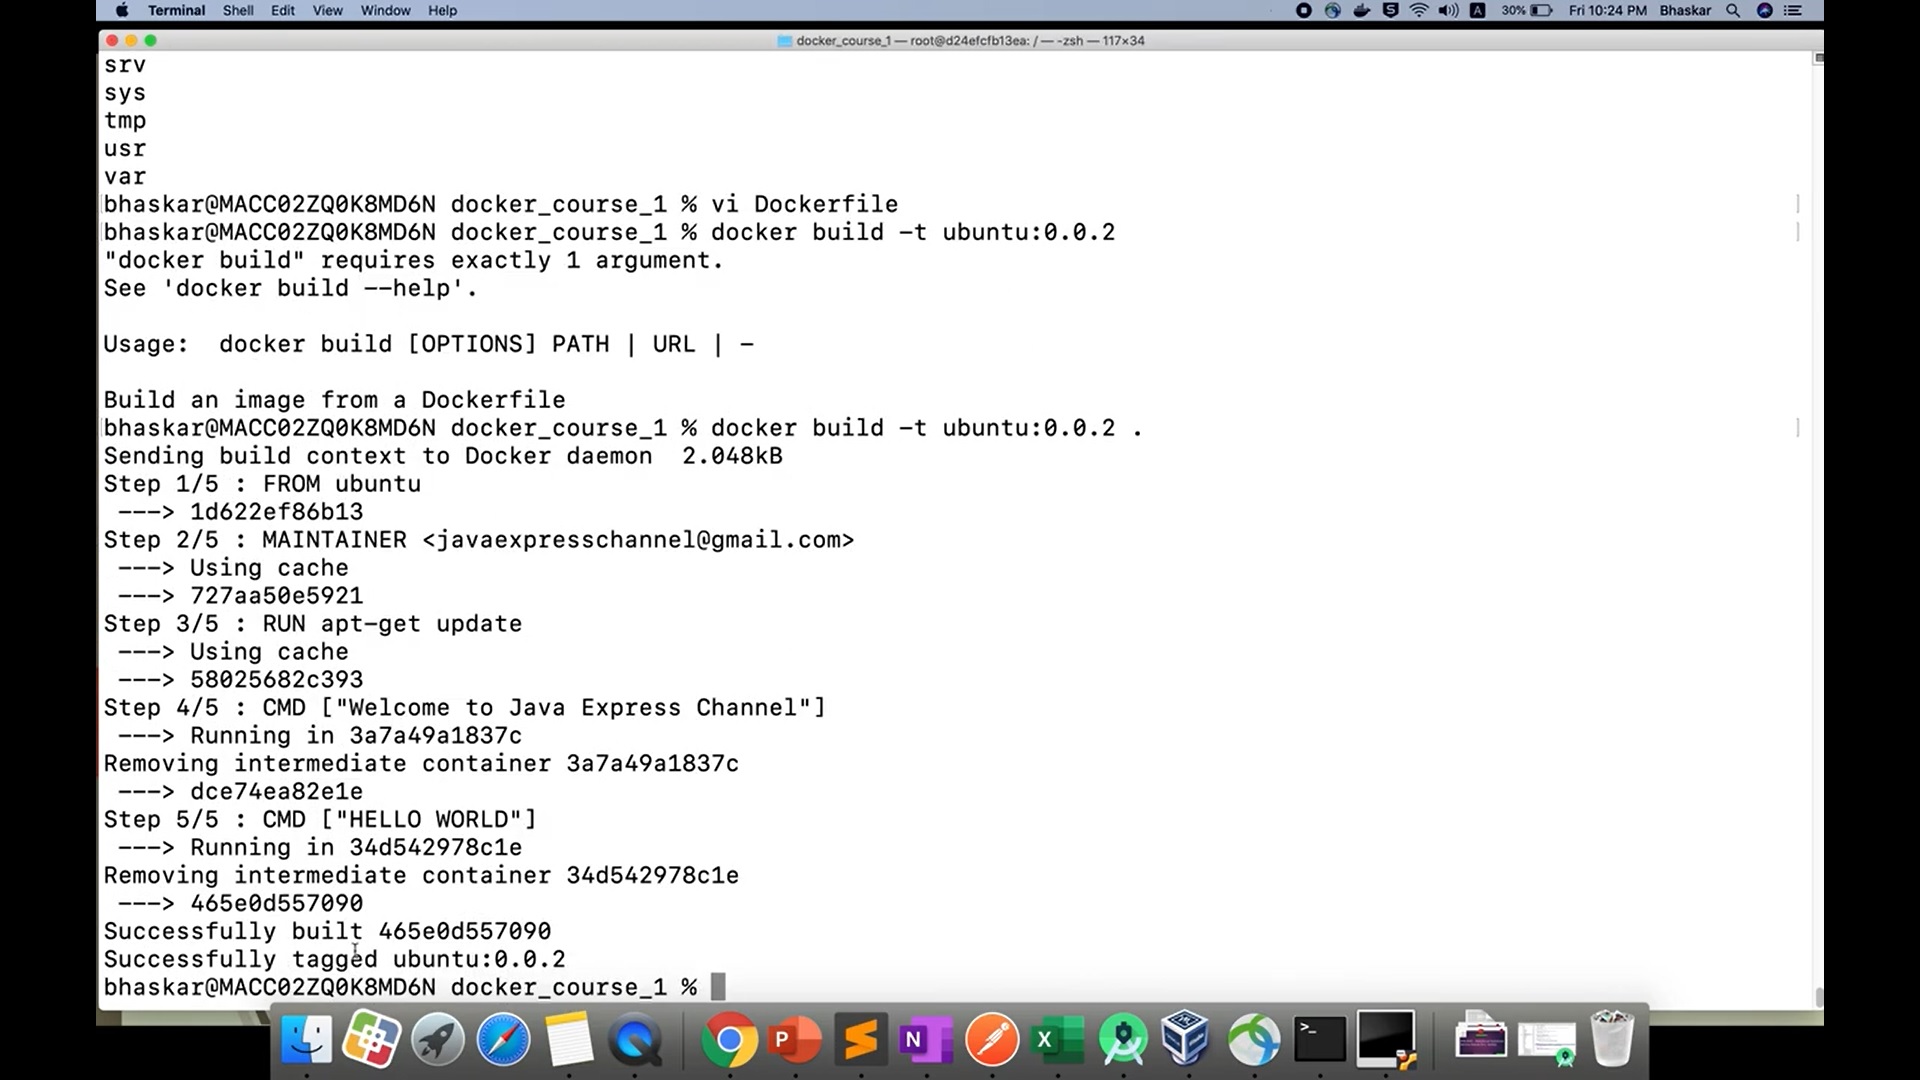 Terminal Shell Edit View Window Help 30% Fri 10:24 PM Bhaskar
docker_course_1 — root@d24efcfb13ea: / — -zsh — 117×34
srv
sys
tmp
usr
var
bhaskar@MACC02ZQ0K8MD6N docker_course_1 % vi Dockerfile
bhaskar@MACC02ZQ0K8MD6N docker_course_1 % docker build -t ubuntu:0.0.2
"docker build" requires exactly 1 argument.
See 'docker build --help'.
Usage:  docker build [OPTIONS] PATH | URL | -
Build an image from a Dockerfile
bhaskar@MACC02ZQ0K8MD6N docker_course_1 % docker build -t ubuntu:0.0.2 .
Sending build context to Docker daemon  2.048kB
Step 1/5 : FROM ubuntu
---> 1d622ef86b13
Step 2/5 : MAINTAINER <javaexpresschannel@gmail.com>
---> Using cache
---> 727aa50e5921
Step 3/5 : RUN apt-get update
---> Using cache
---> 58025682c393
Step 4/5 : CMD ["Welcome to Java Express Channel"]
---> Running in 3a7a49a1837c
Removing intermediate container 3a7a49a1837c
---> dce74ea82e1e
Step 5/5 : CMD ["HELLO WORLD"]
---> Running in 34d542978c1e
Removing intermediate container 34d542978c1e
---> 465e0d557090
Successfully built 465e0d557090
Successfully tagged ubuntu:0.0.2
bhaskar@MACC02ZQ0K8MD6N docker_course_1 %